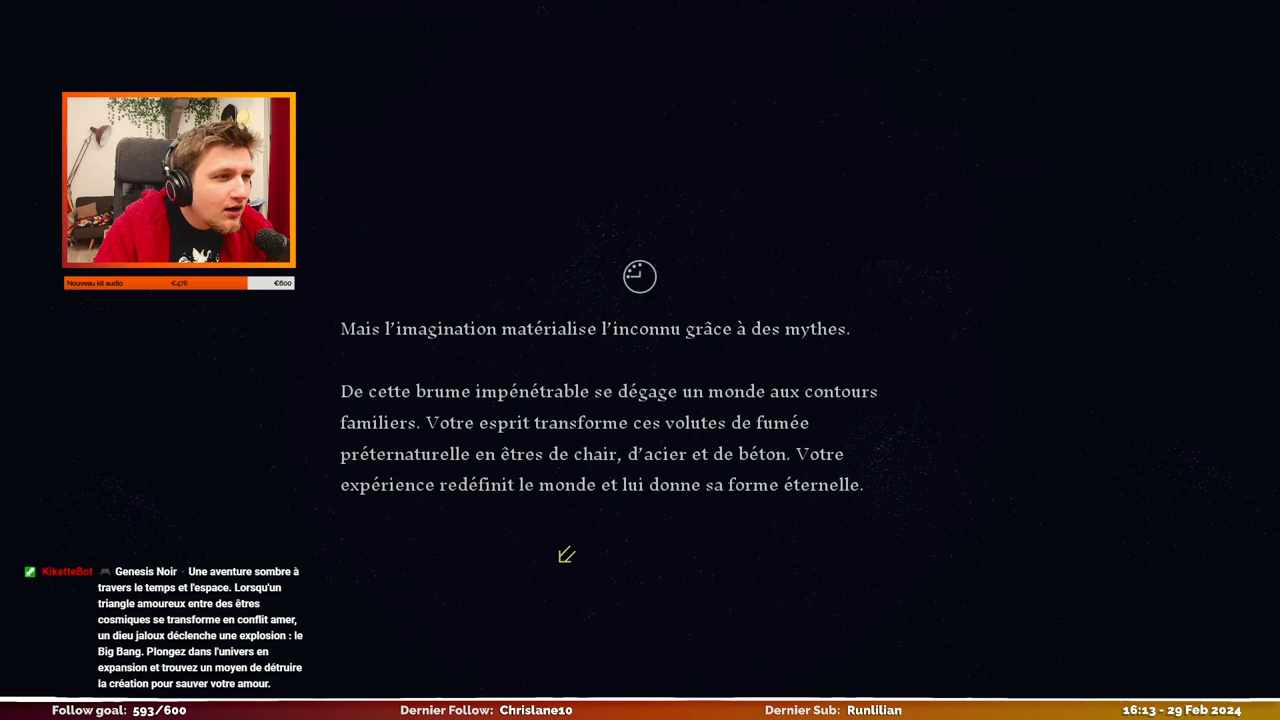 Nouveau kit audio €478 €600
Mais l'imagination matérialise l'inconnu grâce à des mythes.
De cette brume impénétrable se dégage un monde aux contours
familiers. Votre esprit transforme ces volutes de fumée
préternaturelle en êtres de chair, d'acier et de béton. Votre
expérience redéfinit le monde et lui donne sa forme éternelle.
KiketteBot 🎮 Genesis Noir · Une aventure sombre à
travers le temps et l'espace. Lorsqu'un
triangle amoureux entre des êtres
cosmiques se transforme en conflit amer,
un dieu jaloux déclenche une explosion : le
Big Bang. Plongez dans l'univers en
expansion et trouvez un moyen de détruire
la création pour sauver votre amour.
Follow goal: 593/600 Dernier Follow: Chrislane10 Dernier Sub: Runlilian 16:13 - 29 Feb 2024